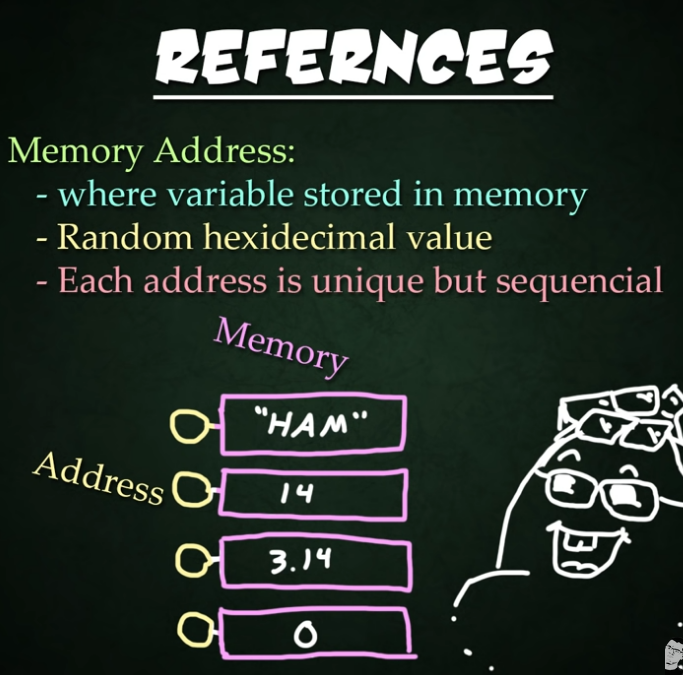 REFERNCES
Memory Address:
- where variable stored in memory
- Random hexidecimal value
- Each address is unique but sequencial
Memory
"HAM"
Address
14
3.14
0